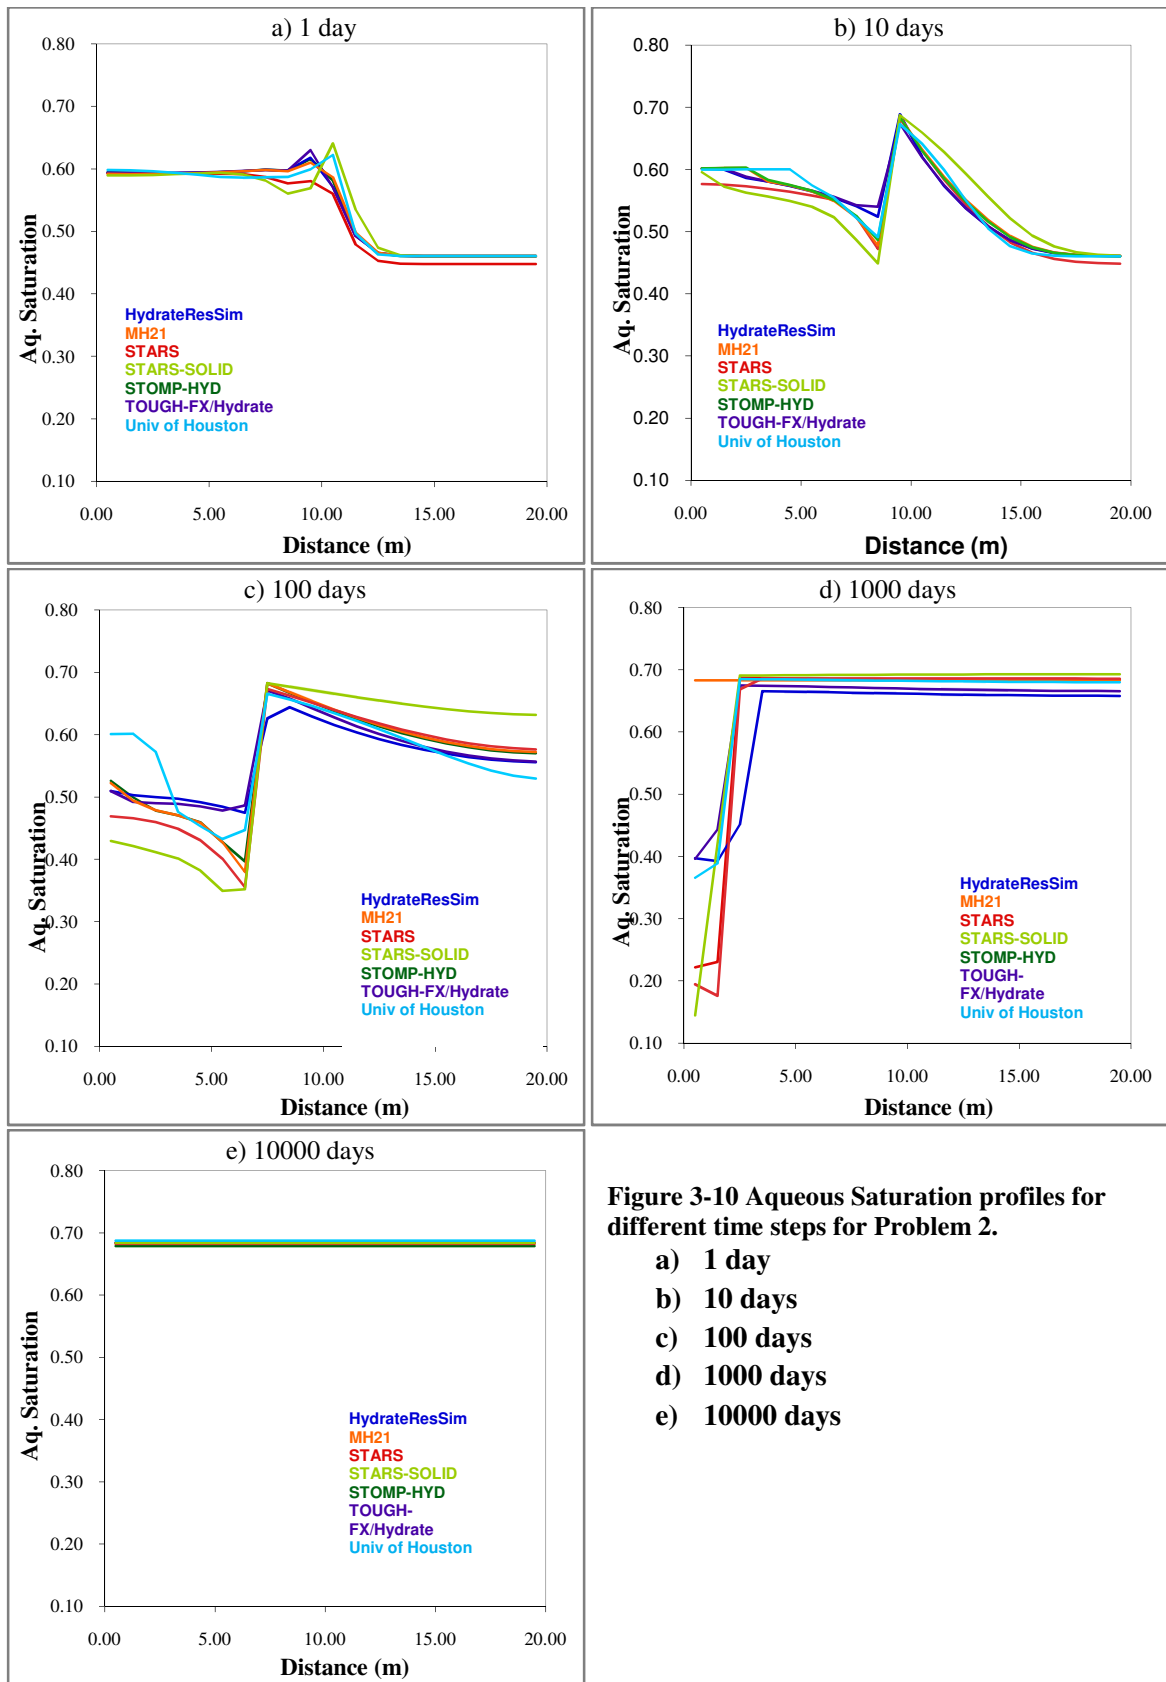 a) 1 day
0.80
0.70
0.60
0.50
0.40
0.30
0.20
0.10
Aq. Saturation
HydrateResSim
MH21
STARS
STARS-SOLID
STOMP-HYD
TOUGH-FX/Hydrate
Univ of Houston
0.00 5.00 10.00 15.00 20.00
Distance (m)
b) 10 days
0.80
0.70
0.60
0.50
0.40
0.30
0.20
0.10
Aq. Saturation
HydrateResSim
MH21
STARS
STARS-SOLID
STOMP-HYD
TOUGH-FX/Hydrate
Univ of Houston
0.00 5.00 10.00 15.00 20.00
Distance (m)
c) 100 days
0.80
0.70
0.60
0.50
0.40
0.30
0.20
0.10
Aq. Saturation
HydrateResSim
MH21
STARS
STARS-SOLID
STOMP-HYD
TOUGH-FX/Hydrate
Univ of Houston
0.00 5.00 10.00 15.00 20.00
Distance (m)
d) 1000 days
0.80
0.70
0.60
0.50
0.40
0.30
0.20
0.10
Aq. Saturation
HydrateResSim
MH21
STARS
STARS-SOLID
STOMP-HYD
TOUGH-
FX/Hydrate
Univ of Houston
0.00 5.00 10.00 15.00 20.00
Distance (m)
e) 10000 days
0.80
0.70
0.60
0.50
0.40
0.30
0.20
0.10
Aq. Saturation
HydrateResSim
MH21
STARS
STARS-SOLID
STOMP-HYD
TOUGH-
FX/Hydrate
Univ of Houston
0.00 5.00 10.00 15.00 20.00
Distance (m)
Figure 3-10 Aqueous Saturation profiles for
different time steps for Problem 2.
a) 1 day
b) 10 days
c) 100 days
d) 1000 days
e) 10000 days